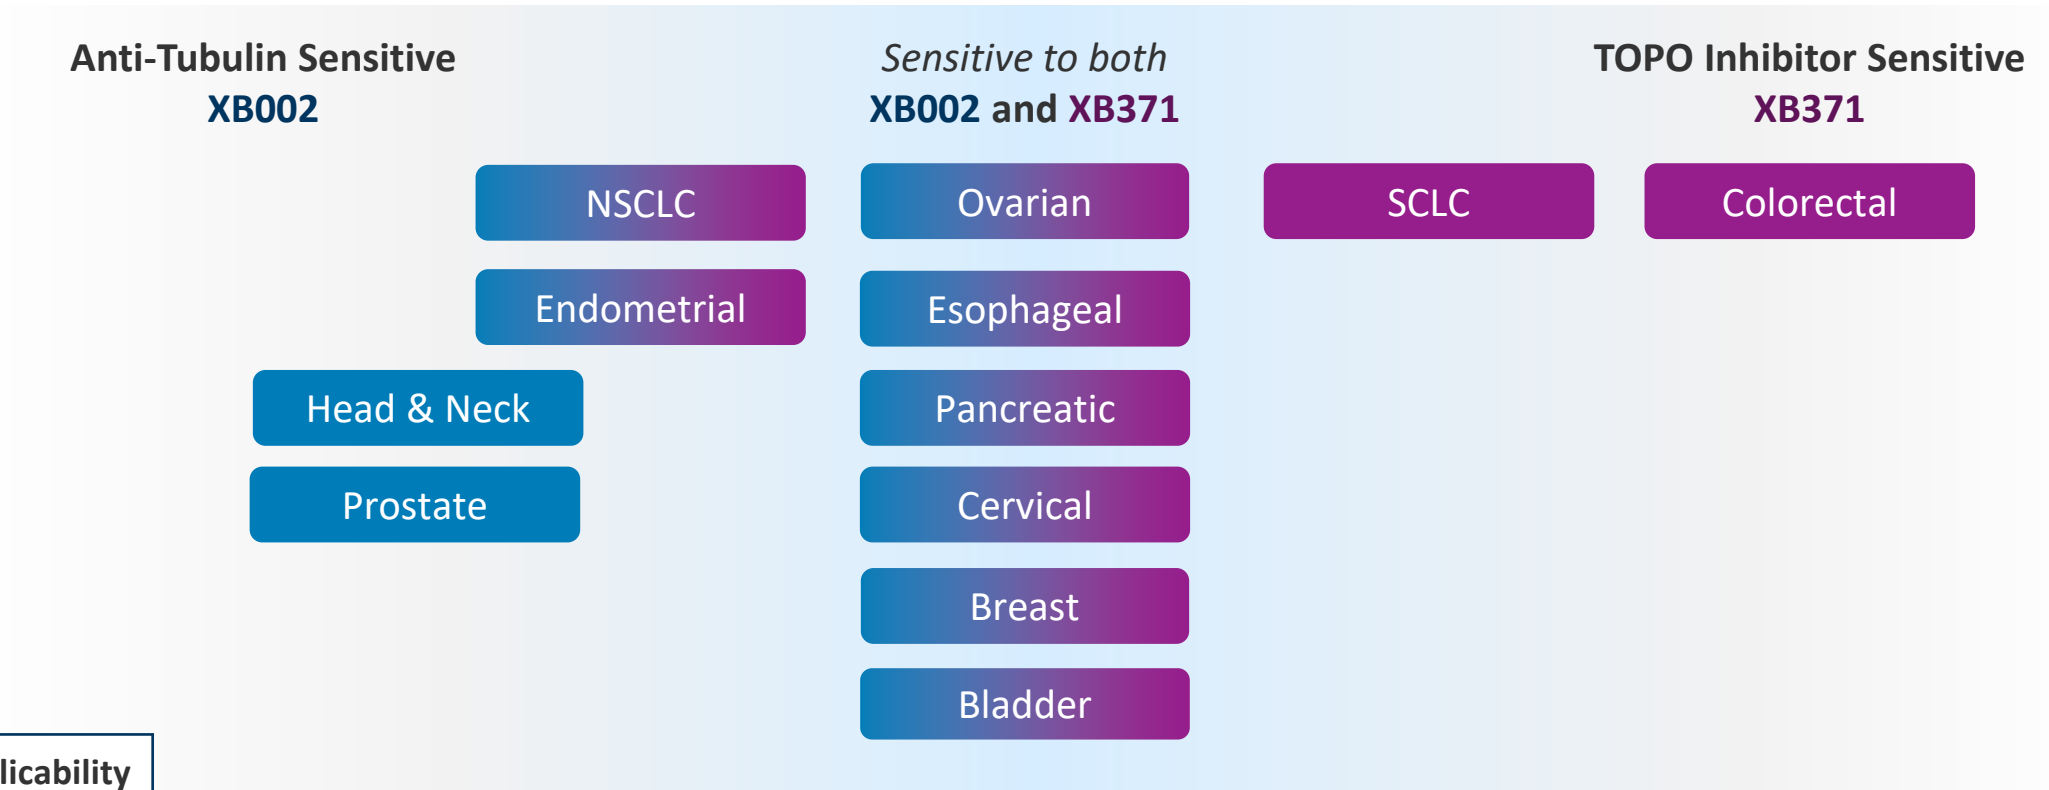 Anti-Tubulin Sensitive
XB002
Sensitive to both
XB002 and XB371
TOPO Inhibitor Sensitive
XB371
NSCLC
Ovarian
SCLC
Colorectal
Endometrial
Esophageal
Head & Neck
Pancreatic
Prostate
Cervical
Breast
Bladder
licability